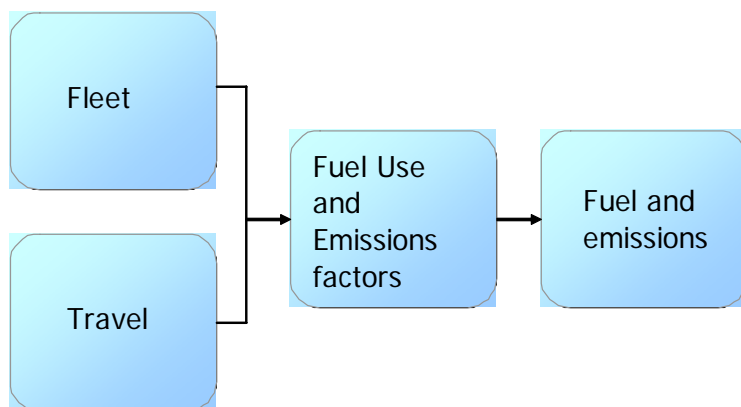 Fleet
Travel
Fuel Use
and
Emissions
factors
Fuel and
emissions